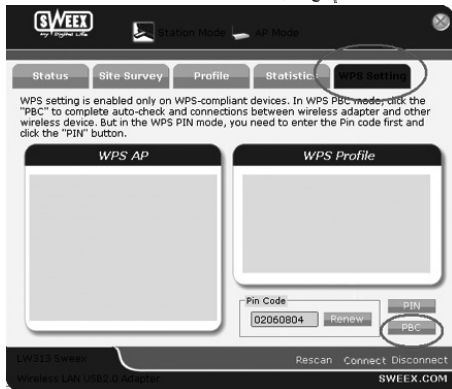 SWEEX
my digital life
Station Mode AP Mode
Status Site Survey Profile Statistics WPS Setting
WPS setting is enabled only on WPS-compliant devices. In WPS PBC mode, click the
"PBC" to complete auto-check and connections between wireless adapter and other
wireless device. But in the WPS PIN mode, you need to enter the Pin code first and
click the "PIN" button.
WPS AP WPS Profile
Pin Code
02060804 Renew PIN
PBC
LW313 Sweex
Wireless LAN USB2.0 Adapter
Rescan Connect Disconnect
SWEEX.COM